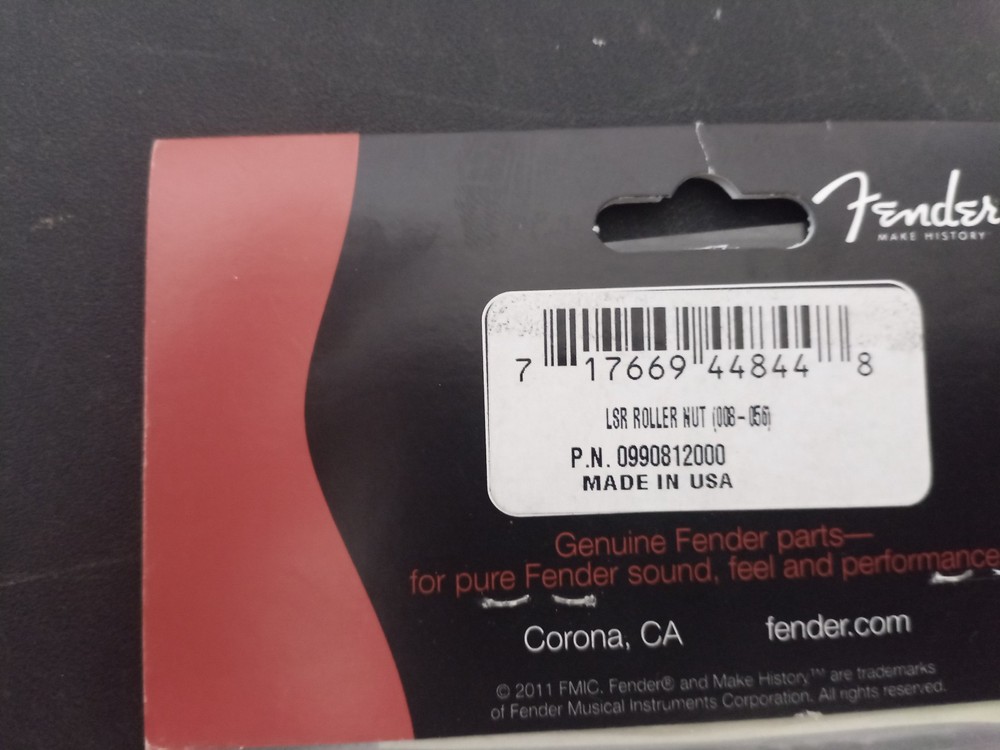 Fender
MAKE HISTORY
7 17669 44844 8
LSR ROLLER NUT (008-056)
P.N. 0990812000
MADE IN USA
Genuine Fender parts—
for pure Fender sound, feel and performance
Corona, CA fender.com
© 2011 FMIC. Fender® and Make History™ are trademarks
of Fender Musical Instruments Corporation. All rights reserved.